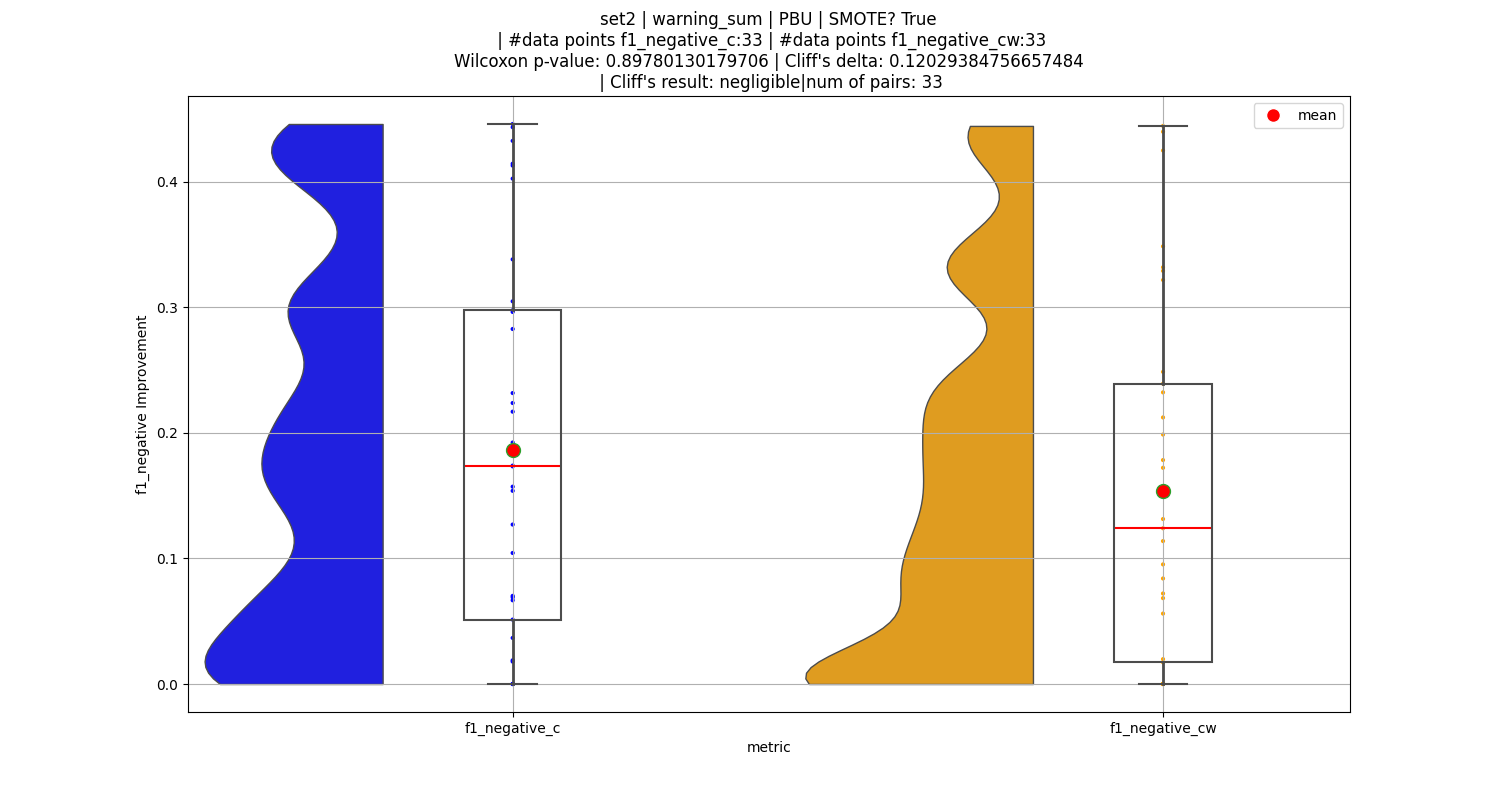 set2 | warning_sum | PBU | SMOTE? True
| #data points f1_negative_c:33 | #data points f1_negative_cw:33
Wilcoxon p-value: 0.89780130179706 | Cliff's delta: 0.12029384756657484
| Cliff's result: negligible|num of pairs: 33
mean
0.4
0.3
0.2
0.1
0.0
f1_negative Improvement
f1_negative_c
f1_negative_cw
metric